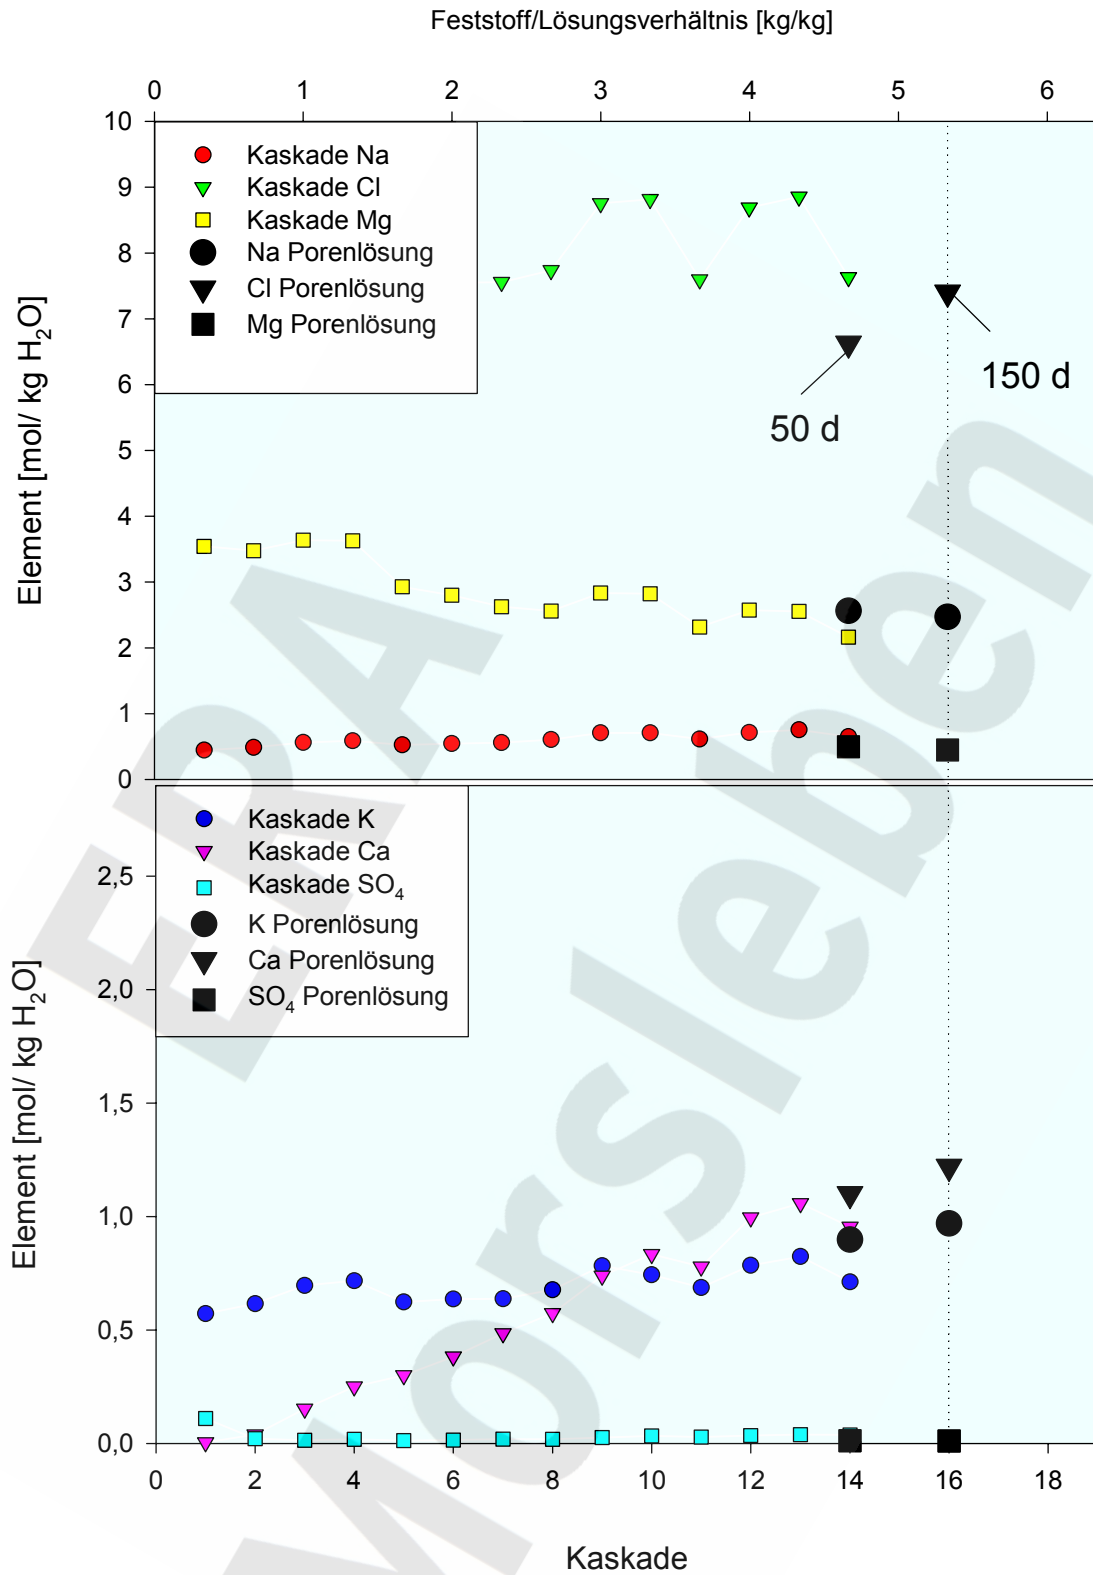 Feststoff/Lösungsverhältnis [kg/kg]
0 1 2 3 4 5 6
10
9
8
7
6
5
4
3
2
1
0
Element [mol/ kg H₂O]
Kaskade Na
Kaskade Cl
Kaskade Mg
Na Porenlösung
Cl Porenlösung
Mg Porenlösung
150 d
50 d
2,5
2,0
1,5
1,0
0,5
0,0
Element [mol/ kg H₂O]
Kaskade K
Kaskade Ca
Kaskade SO₄
K Porenlösung
Ca Porenlösung
SO₄ Porenlösung
0 2 4 6 8 10 12 14 16 18
Kaskade
ERA
Morsleben